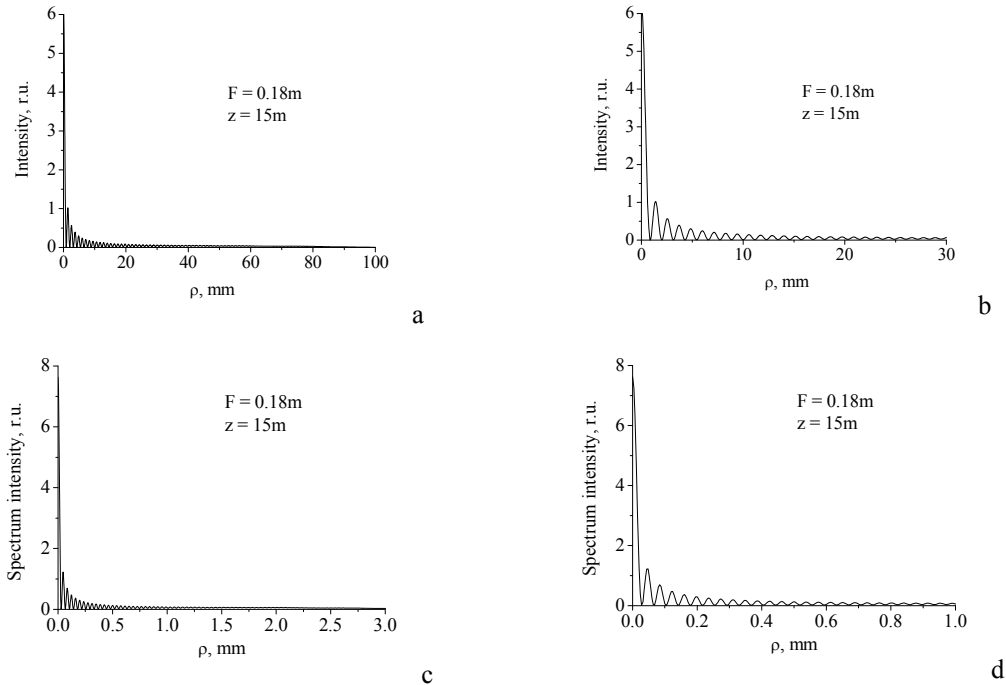 6
5
4
3
2
1
0
Intensity, r.u.
F = 0.18m
z = 15m
0 20 40 60 80 100
ρ, mm
a
6
5
4
3
2
1
0
Intensity, r.u.
F = 0.18m
z = 15m
0 10 20 30
ρ, mm
b
8
6
4
2
0
Spectrum intensity, r.u.
F = 0.18m
z = 15m
0.0 0.5 1.0 1.5 2.0 2.5 3.0
ρ, mm
c
8
6
4
2
0
Spectrum intensity, r.u.
F = 0.18m
z = 15m
0.0 0.2 0.4 0.6 0.8 1.0
ρ, mm
d